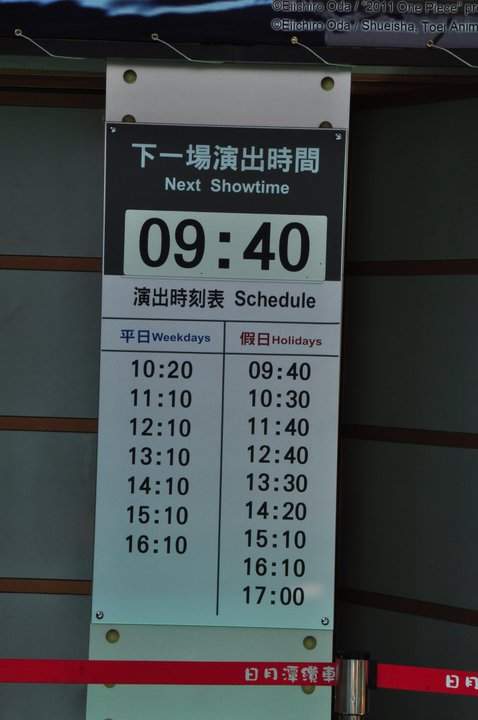 ©Eiichiro Oda / "2011 One Piece" pr
©Eiichiro Oda / Shueisha, Toei Anim
下一場演出時間
Next Showtime
09:40
演出時刻表 Schedule
平日Weekdays 假日Holidays
10:20 09:40
11:10 10:30
12:10 11:40
13:10 12:40
14:10 13:30
15:10 14:20
16:10 15:10
16:10
17:00
日月潭纜車 日月